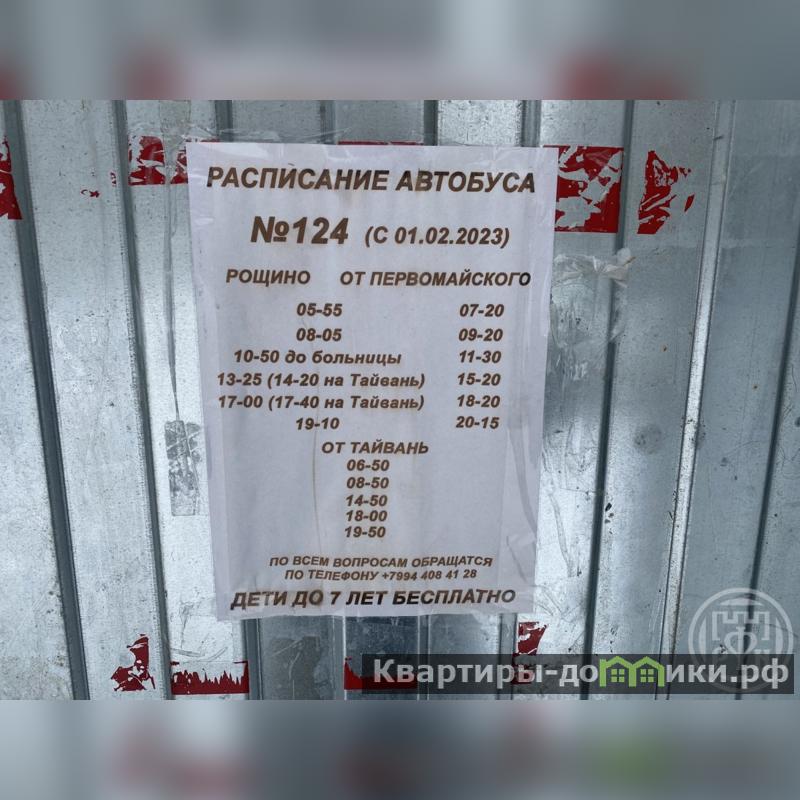 РАСПИСАНИЕ АВТОБУСА
№124 (С 01.02.2023)
РОЩИНО ОТ ПЕРВОМАЙСКОГО
05-55 07-20
08-05 09-20
10-50 до больницы 11-30
13-25 (14-20 на Тайвань) 15-20
17-00 (17-40 на Тайвань) 18-20
19-10 20-15
ОТ ТАЙВАНЬ
06-50
08-50
14-50
18-00
19-50
ПО ВСЕМ ВОПРОСАМ ОБРАЩАТСЯ
ПО ТЕЛЕФОНУ +7994 408 41 28
ДЕТИ ДО 7 ЛЕТ БЕСПЛАТНО
Квартиры-домики.рф